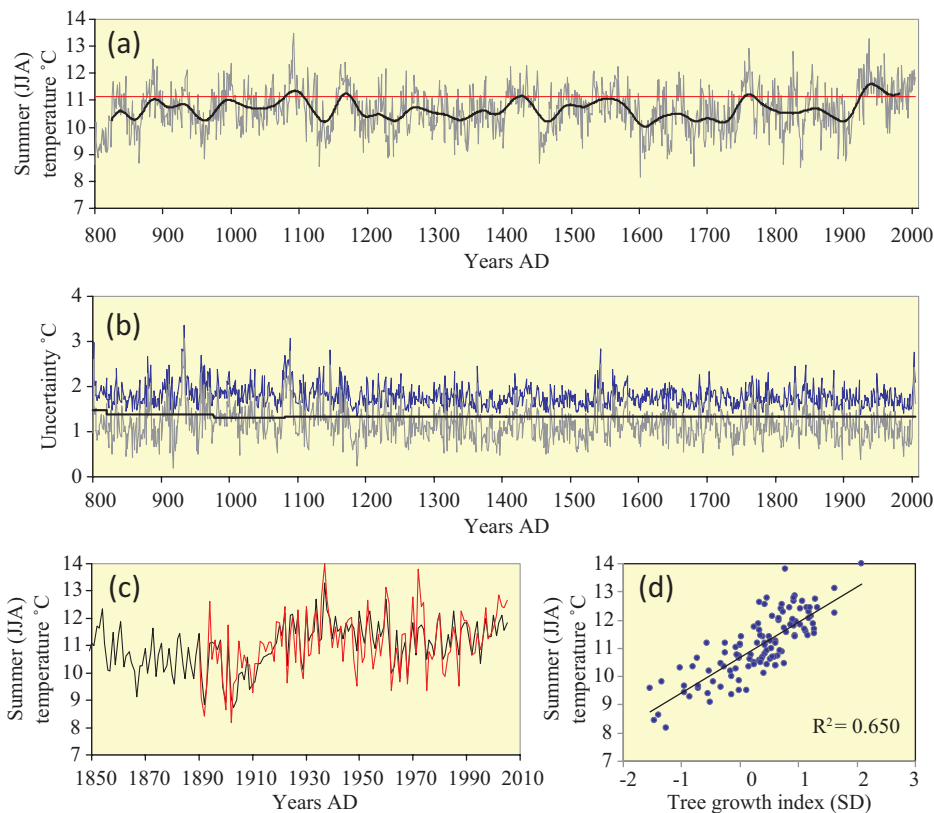 (a)
Summer (JJA)
temperature °C
14
13
12
11
10
9
8
7
800 900 1000 1100 1200 1300 1400 1500 1600 1700 1800 1900 2000
Years AD
(b)
Uncertainty °C
4
3
2
1
0
800 900 1000 1100 1200 1300 1400 1500 1600 1700 1800 1900 2000
Years AD
(c)
Summer (JJA)
temperature °C
14
13
12
11
10
9
8
7
1850 1870 1890 1910 1930 1950 1970 1990 2010
Years AD
(d)
Summer (JJA)
temperature °C
14
13
12
11
10
9
8
7
R² = 0.650
-2 -1 0 1 2 3
Tree growth index (SD)